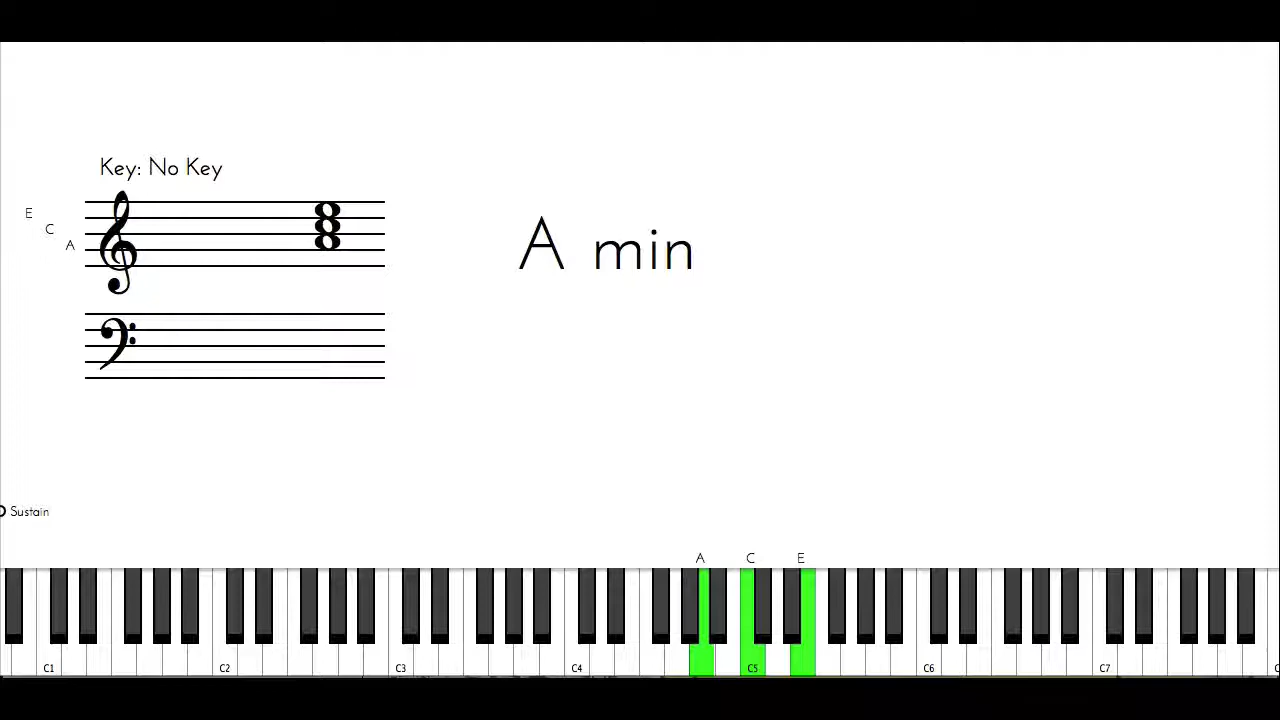 Key: No Key
E
C
A
A min
Sustain
A C E
C1 C2 C3 C4 C5 C6 C7 C